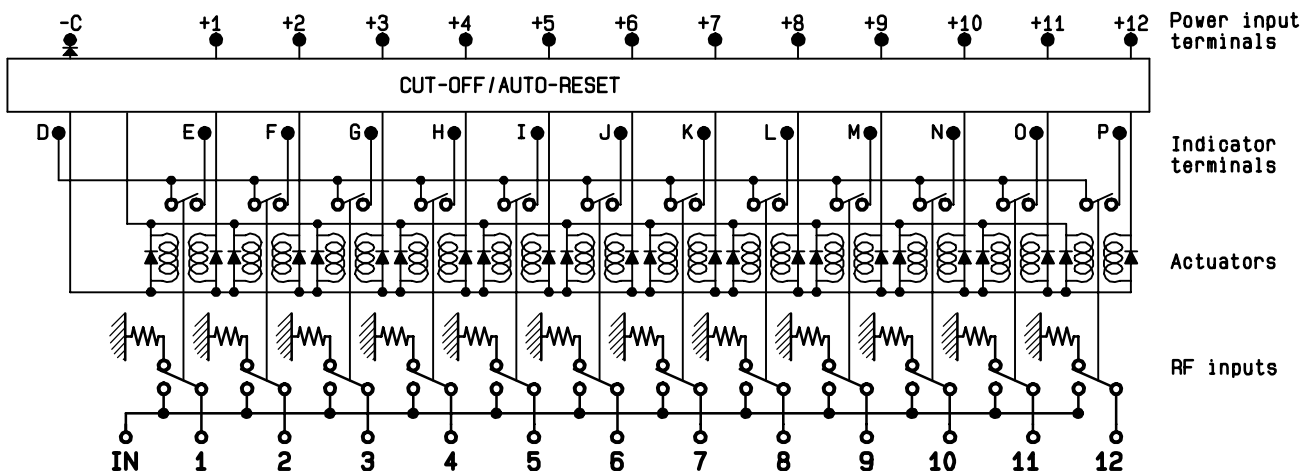 -C +1 +2 +3 +4 +5 +6 +7 +8 +9 +10 +11 +12 Power input
terminals
CUT-OFF/AUTO-RESET
D E F G H I J K L M N O P Indicator
terminals
Actuators
RF inputs
IN 1 2 3 4 5 6 7 8 9 10 11 12